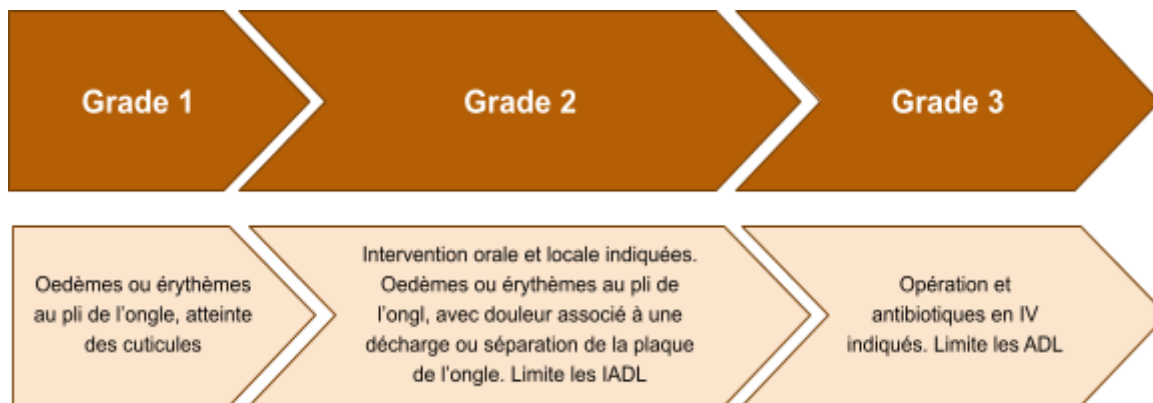 Grade 1
Grade 2
Grade 3
Oedèmes ou érythèmes
au pli de l'ongle, atteinte
des cuticules
Intervention orale et locale indiquées.
Oedèmes ou érythèmes au pli de
l'ongl, avec douleur associé à une
décharge ou séparation de la plaque
de l'ongle. Limite les IADL
Opération et
antibiotiques en IV
indiqués. Limite les ADL